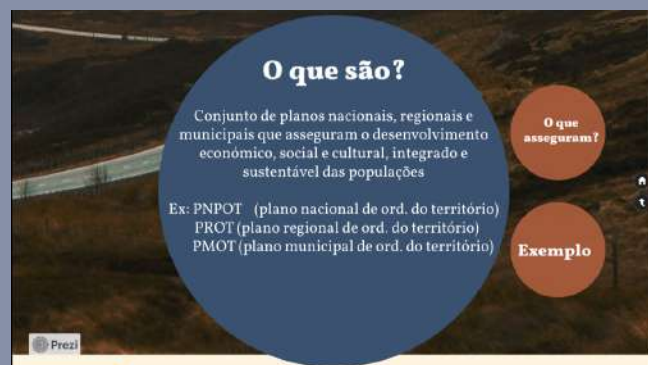 O que são?
Conjunto de planos nacionais, regionais e
municipais que asseguram o desenvolvimento
económico, social e cultural, integrado e
sustentável das populações
Ex: PNPOT (plano nacional de ord. do território)
PROT (plano regional de ord. do território)
PMOT (plano municipal de ord. do território)
O que
asseguram?
Exemplo
Prezi